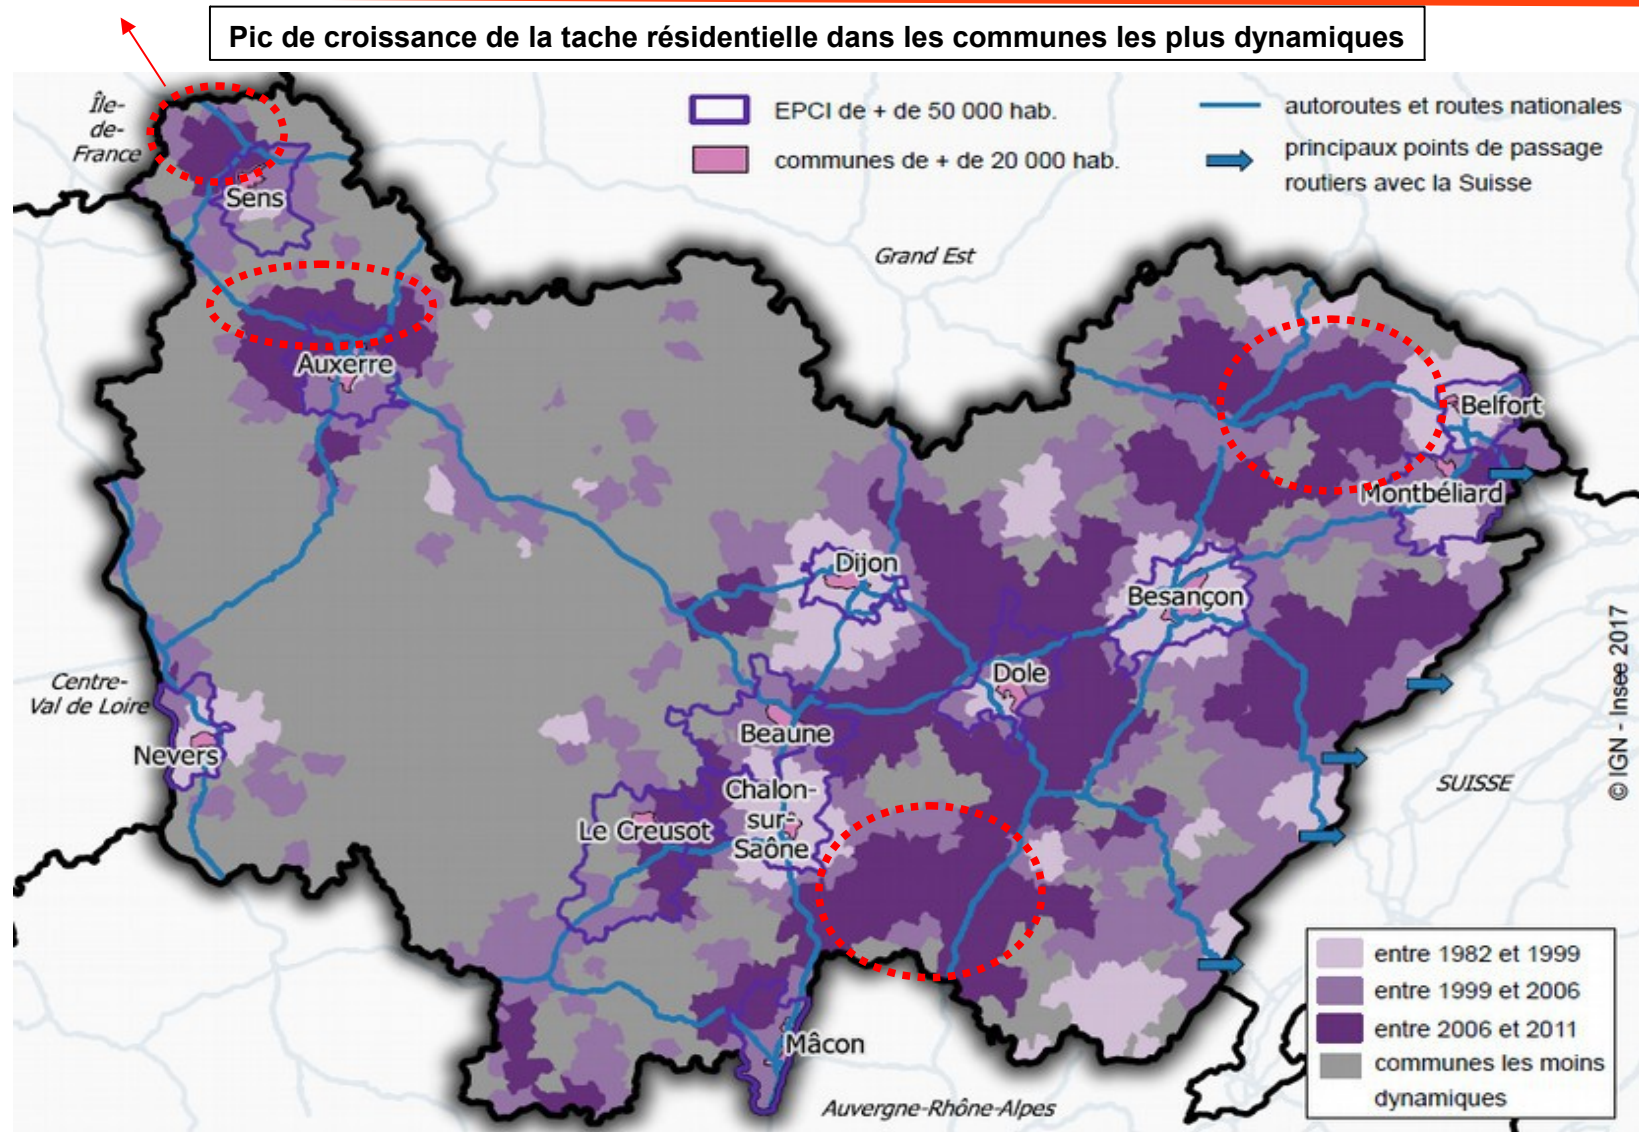 Pic de croissance de la tache résidentielle dans les communes les plus dynamiques
Île-
de-
France
EPCI de + de 50 000 hab.
communes de + de 20 000 hab.
autoroutes et routes nationales
principaux points de passage
routiers avec la Suisse
Sens
Grand Est
Auxerre
Belfort
Montbéliard
Dijon
Besançon
Dole
Centre-
Val de Loire
Nevers
Beaune
Chalon-
sur-
Saône
Le Creusot
SUISSE
© IGN - Insee 2017
Mâcon
Auvergne-Rhône-Alpes
entre 1982 et 1999
entre 1999 et 2006
entre 2006 et 2011
communes les moins
dynamiques